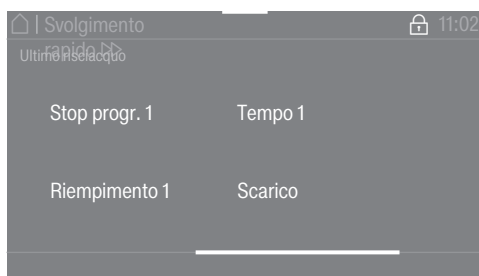 | Svolgimento
rapido
11:02
Ultimo risciacquo
Stop progr. 1
Tempo 1
Riempimento 1
Scarico